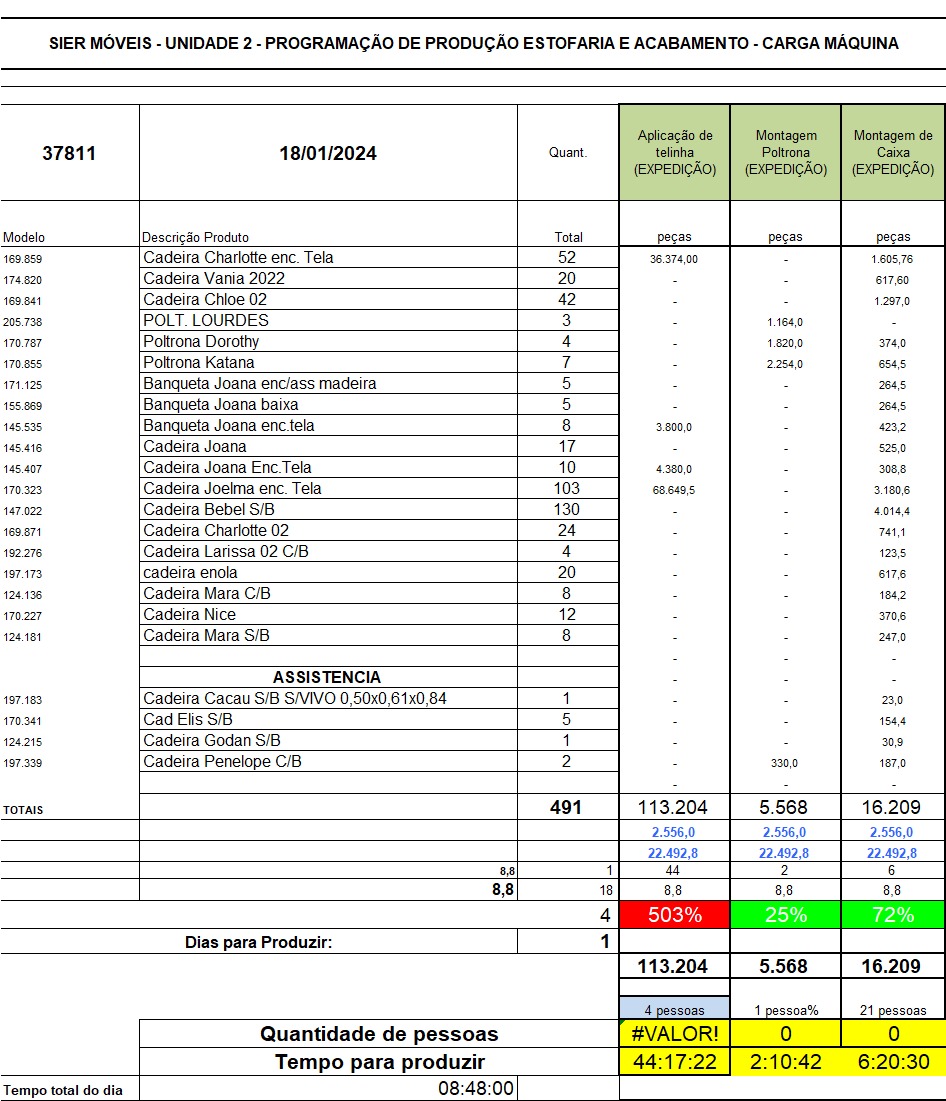 SIER MÓVEIS - UNIDADE 2 - PROGRAMAÇÃO DE PRODUÇÃO ESTOFARIA E ACABAMENTO - CARGA MÁQUINA
37811 18/01/2024 Quant. Aplicação de telinha (EXPEDIÇÃO) Montagem Poltrona (EXPEDIÇÃO) Montagem de Caixa (EXPEDIÇÃO)
Modelo Descrição Produto Total peças peças peças
169.859 Cadeira Charlotte enc. Tela 52 36.374,00 - 1.605,76
174.820 Cadeira Vania 2022 20 - - 617,60
169.841 Cadeira Chloe 02 42 - - 1.297,0
205.738 POLT. LOURDES 3 - 1.164,0 -
170.787 Poltrona Dorothy 4 - 1.820,0 374,0
170.855 Poltrona Katana 7 - 2.254,0 654,5
171.125 Banqueta Joana enc/ass madeira 5 - - 264,5
155.869 Banqueta Joana baixa 5 - - 264,5
145.535 Banqueta Joana enc.tela 8 3.800,0 - 423,2
145.416 Cadeira Joana 17 - - 525,0
145.407 Cadeira Joana Enc.Tela 10 4.380,0 - 308,8
170.323 Cadeira Joelma enc. Tela 103 68.649,5 - 3.180,6
147.022 Cadeira Bebel S/B 130 - - 4.014,4
169.871 Cadeira Charlotte 02 24 - - 741,1
192.276 Cadeira Larissa 02 C/B 4 - - 123,5
197.173 cadeira enola 20 - - 617,6
124.136 Cadeira Mara C/B 8 - - 184,2
170.227 Cadeira Nice 12 - - 370,6
124.181 Cadeira Mara S/B 8 - - 247,0
- - -
ASSISTENCIA - - -
197.183 Cadeira Cacau S/B S/VIVO 0,50x0,61x0,84 1 - - 23,0
170.341 Cad Elis S/B 5 - - 154,4
124.215 Cadeira Godan S/B 1 - - 30,9
197.339 Cadeira Penelope C/B 2 - 330,0 187,0
- - -
TOTAIS 491 113.204 5.568 16.209
2.556,0 2.556,0 2.556,0
22.492,8 22.492,8 22.492,8
8,8 1 44 2 6
8,8 18 8,8 8,8 8,8
4 503% 25% 72%
Dias para Produzir: 1
113.204 5.568 16.209
4 pessoas 1 pessoa% 21 pessoas
Quantidade de pessoas #VALOR! 0 0
Tempo para produzir 44:17:22 2:10:42 6:20:30
Tempo total do dia 08:48:00